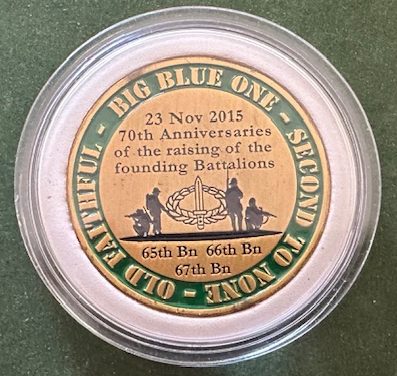 BIG BLUE ONE - SECOND TO NONE - OLD FAITHFUL -
23 Nov 2015
70th Anniversaries
of the raising of the
founding Battalions
65th Bn 66th Bn
67th Bn